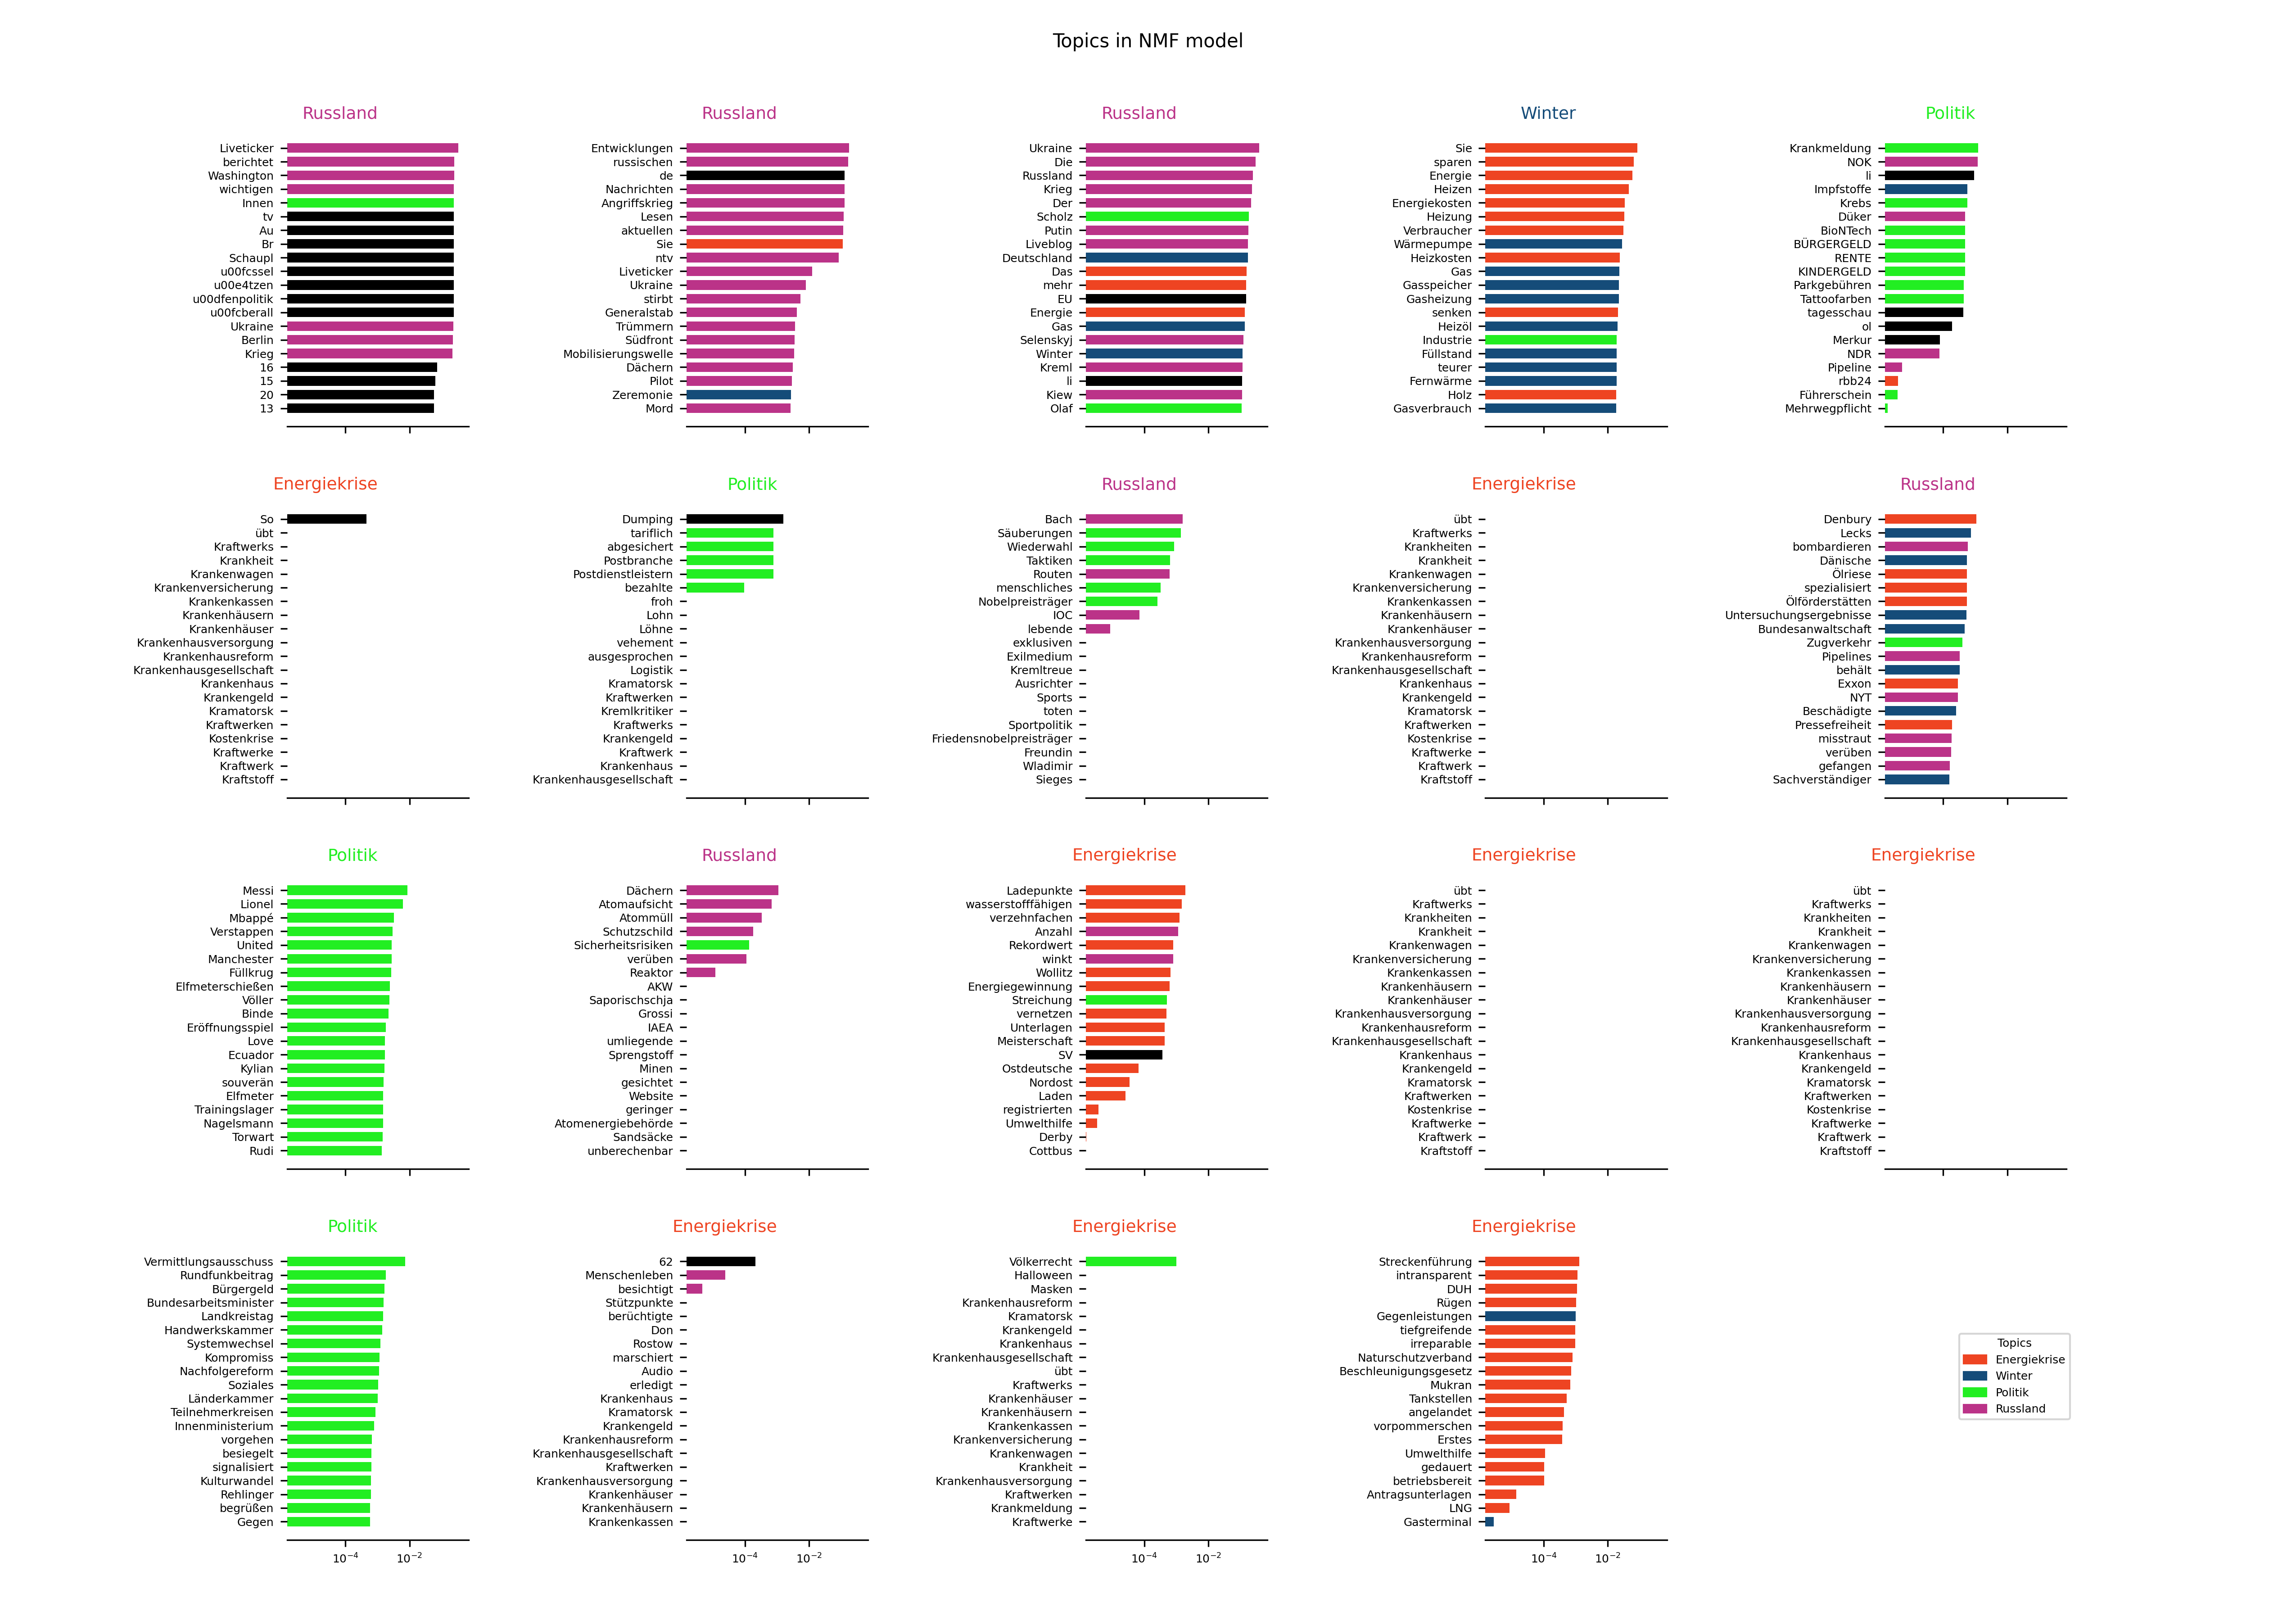 Topics in NMF model
Russland
Liveticker
berichtet
Washington
wichtigen
Innen
tv
Au
Br
Schaupl
u00fcssel
u00e4tzen
u00dfenpolitik
u00fcberall
Ukraine
Berlin
Krieg
16
15
20
13
Russland
Entwicklungen
russischen
de
Nachrichten
Angriffskrieg
Lesen
aktuellen
Sie
ntv
Liveticker
Ukraine
stirbt
Generalstab
Trümmern
Südfront
Mobilisierungswelle
Dächern
Pilot
Zeremonie
Mord
Russland
Ukraine
Die
Russland
Krieg
Der
Scholz
Putin
Liveblog
Deutschland
Das
mehr
EU
Energie
Gas
Selenskyj
Winter
Kreml
li
Kiew
Olaf
Winter
Sie
sparen
Energie
Heizen
Energiekosten
Heizung
Verbraucher
Wärmepumpe
Heizkosten
Gas
Gasspeicher
Gasheizung
senken
Heizöl
Industrie
Füllstand
teurer
Fernwärme
Holz
Gasverbrauch
Politik
Krankmeldung
NOK
li
Impfstoffe
Krebs
Düker
BioNTech
BÜRGERGELD
RENTE
KINDERGELD
Parkgebühren
Tattoofarben
tagesschau
ol
Merkur
NDR
Pipeline
rbb24
Führerschein
Mehrwegpflicht
Energiekrise
So
übt
Kraftwerks
Krankheit
Krankenwagen
Krankenversicherung
Krankenkassen
Krankenhäusern
Krankenhäuser
Krankenhausversorgung
Krankenhausreform
Krankenhausgesellschaft
Krankenhaus
Krankengeld
Kramatorsk
Kraftwerken
Kostenkrise
Kraftwerke
Kraftwerk
Kraftstoff
Politik
Dumping
tariflich
abgesichert
Postbranche
Postdienstleistern
bezahlte
froh
Lohn
Löhne
vehement
ausgesprochen
Logistik
Kramatorsk
Kraftwerken
Kremlkritiker
Kraftwerks
Krankengeld
Kraftwerk
Krankenhaus
Krankenhausgesellschaft
Russland
Bach
Säuberungen
Wiederwahl
Taktiken
Routen
menschliches
Nobelpreisträger
IOC
lebende
exklusiven
Exilmedium
Kremltreue
Ausrichter
Sports
toten
Sportpolitik
Friedensnobelpreisträger
Freundin
Wladimir
Sieges
Energiekrise
übt
Kraftwerks
Krankheiten
Krankheit
Krankenwagen
Krankenversicherung
Krankenkassen
Krankenhäusern
Krankenhäuser
Krankenhausversorgung
Krankenhausreform
Krankenhausgesellschaft
Krankenhaus
Krankengeld
Kramatorsk
Kraftwerken
Kostenkrise
Kraftwerke
Kraftwerk
Kraftstoff
Russland
Denbury
Lecks
bombardieren
Dänische
Ölriese
spezialisiert
Ölförderstätten
Untersuchungsergebnisse
Bundesanwaltschaft
Zugverkehr
Pipelines
behält
Exxon
NYT
Beschädigte
Pressefreiheit
misstraut
verüben
gefangen
Sachverständiger
Politik
Messi
Lionel
Mbappé
Verstappen
United
Manchester
Füllkrug
Elfmeterschießen
Völler
Binde
Eröffnungsspiel
Love
Ecuador
Kylian
souverän
Elfmeter
Trainingslager
Nagelsmann
Torwart
Rudi
Russland
Dächern
Atomaufsicht
Atommüll
Schutzschild
Sicherheitsrisiken
verüben
Reaktor
AKW
Saporischschja
Grossi
IAEA
umliegende
Sprengstoff
Minen
gesichtet
Website
geringer
Atomenergiebehörde
Sandsäcke
unberechenbar
Energiekrise
Ladepunkte
wasserstofffähigen
verzehnfachen
Anzahl
Rekordwert
winkt
Wollitz
Energiegewinnung
Streichung
vernetzen
Unterlagen
Meisterschaft
SV
Ostdeutsche
Nordost
Laden
registrierten
Umwelthilfe
Derby
Cottbus
Energiekrise
übt
Kraftwerks
Krankheiten
Krankheit
Krankenwagen
Krankenversicherung
Krankenkassen
Krankenhäusern
Krankenhäuser
Krankenhausversorgung
Krankenhausreform
Krankenhausgesellschaft
Krankenhaus
Krankengeld
Kramatorsk
Kraftwerken
Kostenkrise
Kraftwerke
Kraftwerk
Kraftstoff
Energiekrise
übt
Kraftwerks
Krankheiten
Krankheit
Krankenwagen
Krankenversicherung
Krankenkassen
Krankenhäusern
Krankenhäuser
Krankenhausversorgung
Krankenhausreform
Krankenhausgesellschaft
Krankenhaus
Krankengeld
Kramatorsk
Kraftwerken
Kostenkrise
Kraftwerke
Kraftwerk
Kraftstoff
Politik
Vermittlungsausschuss
Rundfunkbeitrag
Bürgergeld
Bundesarbeitsminister
Landkreistag
Handwerkskammer
Systemwechsel
Kompromiss
Nachfolgereform
Soziales
Länderkammer
Teilnehmerkreisen
Innenministerium
vorgehen
besiegelt
signalisiert
Kulturwandel
Rehlinger
begrüßen
Gegen
10⁻⁴ 10⁻²
Energiekrise
62
Menschenleben
besichtigt
Stützpunkte
berüchtigte
Don
Rostow
marschiert
Audio
erledigt
Krankenhaus
Kramatorsk
Krankengeld
Krankenhausreform
Krankenhausgesellschaft
Kraftwerken
Krankenhausversorgung
Krankenhäuser
Krankenhäusern
Krankenkassen
10⁻⁴ 10⁻²
Energiekrise
Völkerrecht
Halloween
Masken
Krankenhausreform
Kramatorsk
Krankengeld
Krankenhaus
Krankenhausgesellschaft
übt
Kraftwerks
Krankenhäuser
Krankenhäusern
Krankenkassen
Krankenversicherung
Krankenwagen
Krankheit
Krankenhausversorgung
Kraftwerken
Krankmeldung
Kraftwerke
10⁻⁴ 10⁻²
Energiekrise
Streckenführung
intransparent
DUH
Rügen
Gegenleistungen
tiefgreifende
irreparable
Naturschutzverband
Beschleunigungsgesetz
Mukran
Tankstellen
angelandet
vorpommerschen
Erstes
Umwelthilfe
gedauert
betriebsbereit
Antragsunterlagen
LNG
Gasterminal
10⁻⁴ 10⁻²
Topics
Energiekrise
Winter
Politik
Russland